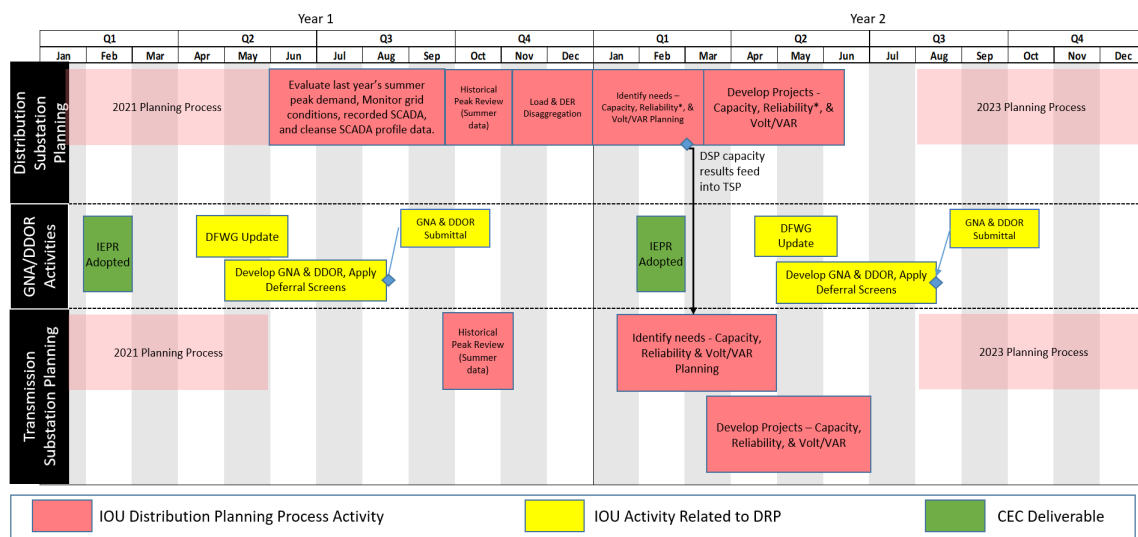 Year 1
Year 2
Q1 Q2 Q3 Q4 Q1 Q2 Q3 Q4
Jan Feb Mar Apr May Jun Jul Aug Sep Oct Nov Dec Jan Feb Mar Apr May Jun Jul Aug Sep Oct Nov Dec
Distribution
Substation
Planning
2021 Planning Process
Evaluate last year's summer
peak demand, Monitor grid
conditions, recorded SCADA,
and cleanse SCADA profile data.
Historical
Peak Review
(Summer
data)
Load & DER
Disaggregation
Identify needs –
Capacity, Reliability*, &
Volt/VAR Planning
Develop Projects -
Capacity, Reliability*, &
Volt/VAR
2023 Planning Process
DSP capacity
results feed
into TSP
GNA/DDOR
Activities
IEPR
Adopted
DFWG Update
GNA & DDOR
Submittal
Develop GNA & DDOR, Apply
Deferral Screens
IEPR
Adopted
DFWG
Update
GNA & DDOR
Submittal
Develop GNA & DDOR, Apply
Deferral Screens
Transmission
Substation Planning
2021 Planning Process
Historical
Peak Review
(Summer
data)
Identify needs - Capacity,
Reliability & Volt/VAR
Planning
2023 Planning Process
Develop Projects – Capacity,
Reliability, & Volt/VAR
IOU Distribution Planning Process Activity
IOU Activity Related to DRP
CEC Deliverable